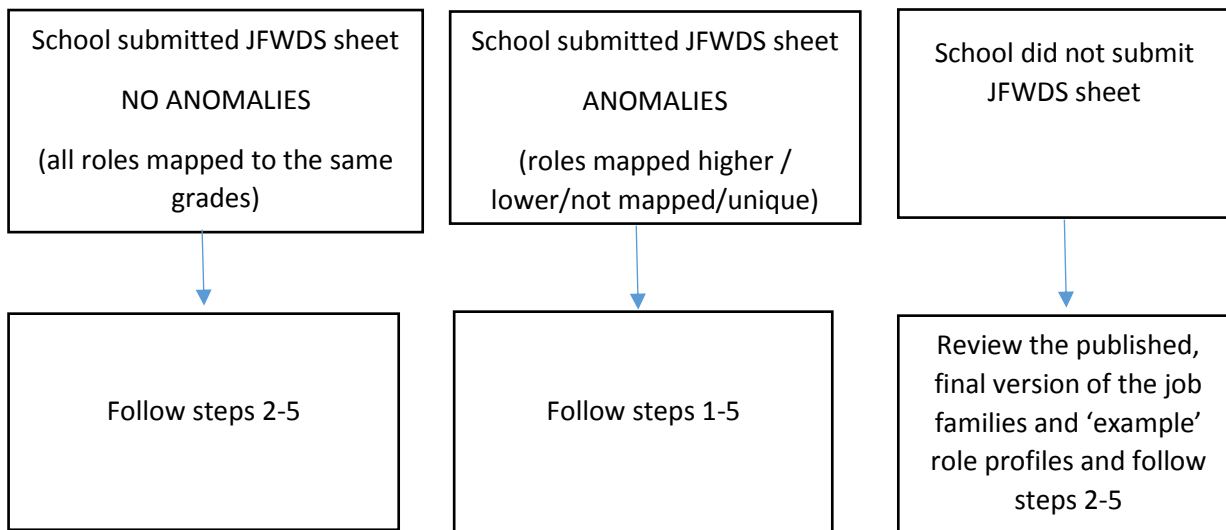 School submitted JFWDS sheet
NO ANOMALIES
(all roles mapped to the same
grades)
School submitted JFWDS sheet
ANOMALIES
(roles mapped higher /
lower/not mapped/unique)
School did not submit
JFWDS sheet
Follow steps 2-5
Follow steps 1-5
Review the published,
final version of the job
families and ‘example’
role profiles and follow
steps 2-5